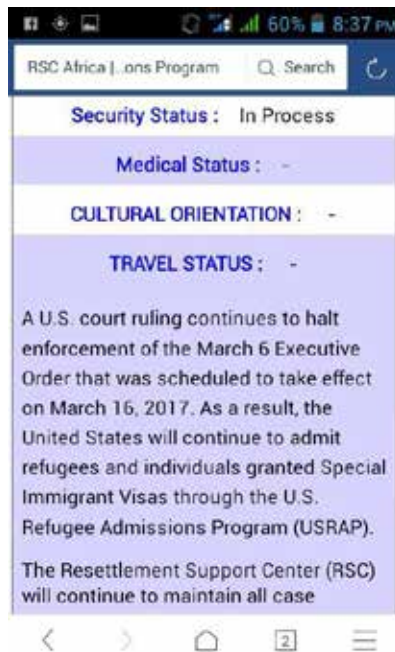 60% 8:37 PM
RSC Africa |...ons Program Search
Security Status : In Process
Medical Status : -
CULTURAL ORIENTATION : -
TRAVEL STATUS : -
A U.S. court ruling continues to halt
enforcement of the March 6 Executive
Order that was scheduled to take effect
on March 16, 2017. As a result, the
United States will continue to admit
refugees and individuals granted Special
Immigrant Visas through the U.S.
Refugee Admissions Program (USRAP).
The Resettlement Support Center (RSC)
will continue to maintain all case
2